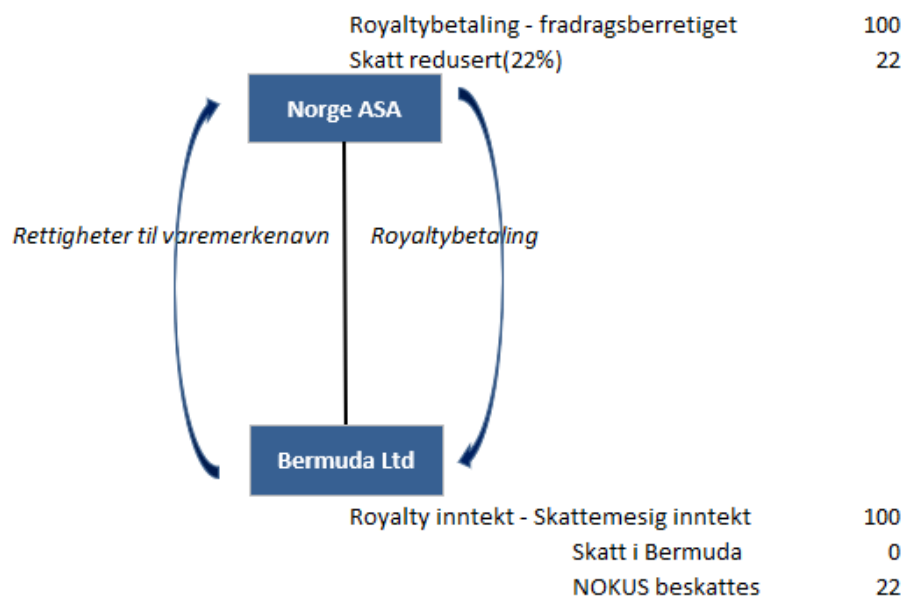 Royaltybetaling - fradragsberretiget 100
Skatt redusert(22%) 22
Norge ASA
Rettigheter til varemerkenavn Royaltybetaling
Bermuda Ltd
Royalty inntekt - Skattemesig inntekt 100
Skatt i Bermuda 0
NOKUS beskattes 22